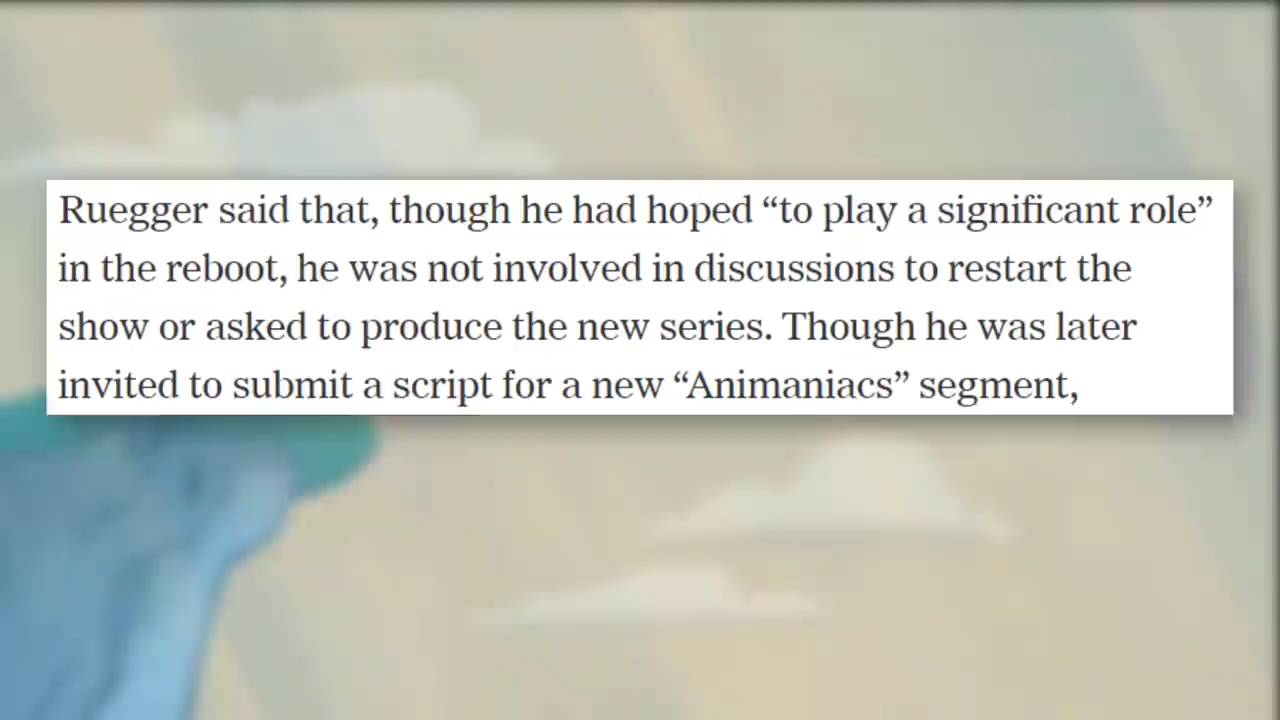 Ruegger said that, though he had hoped “to play a significant role”
in the reboot, he was not involved in discussions to restart the
show or asked to produce the new series. Though he was later
invited to submit a script for a new “Animaniacs” segment,